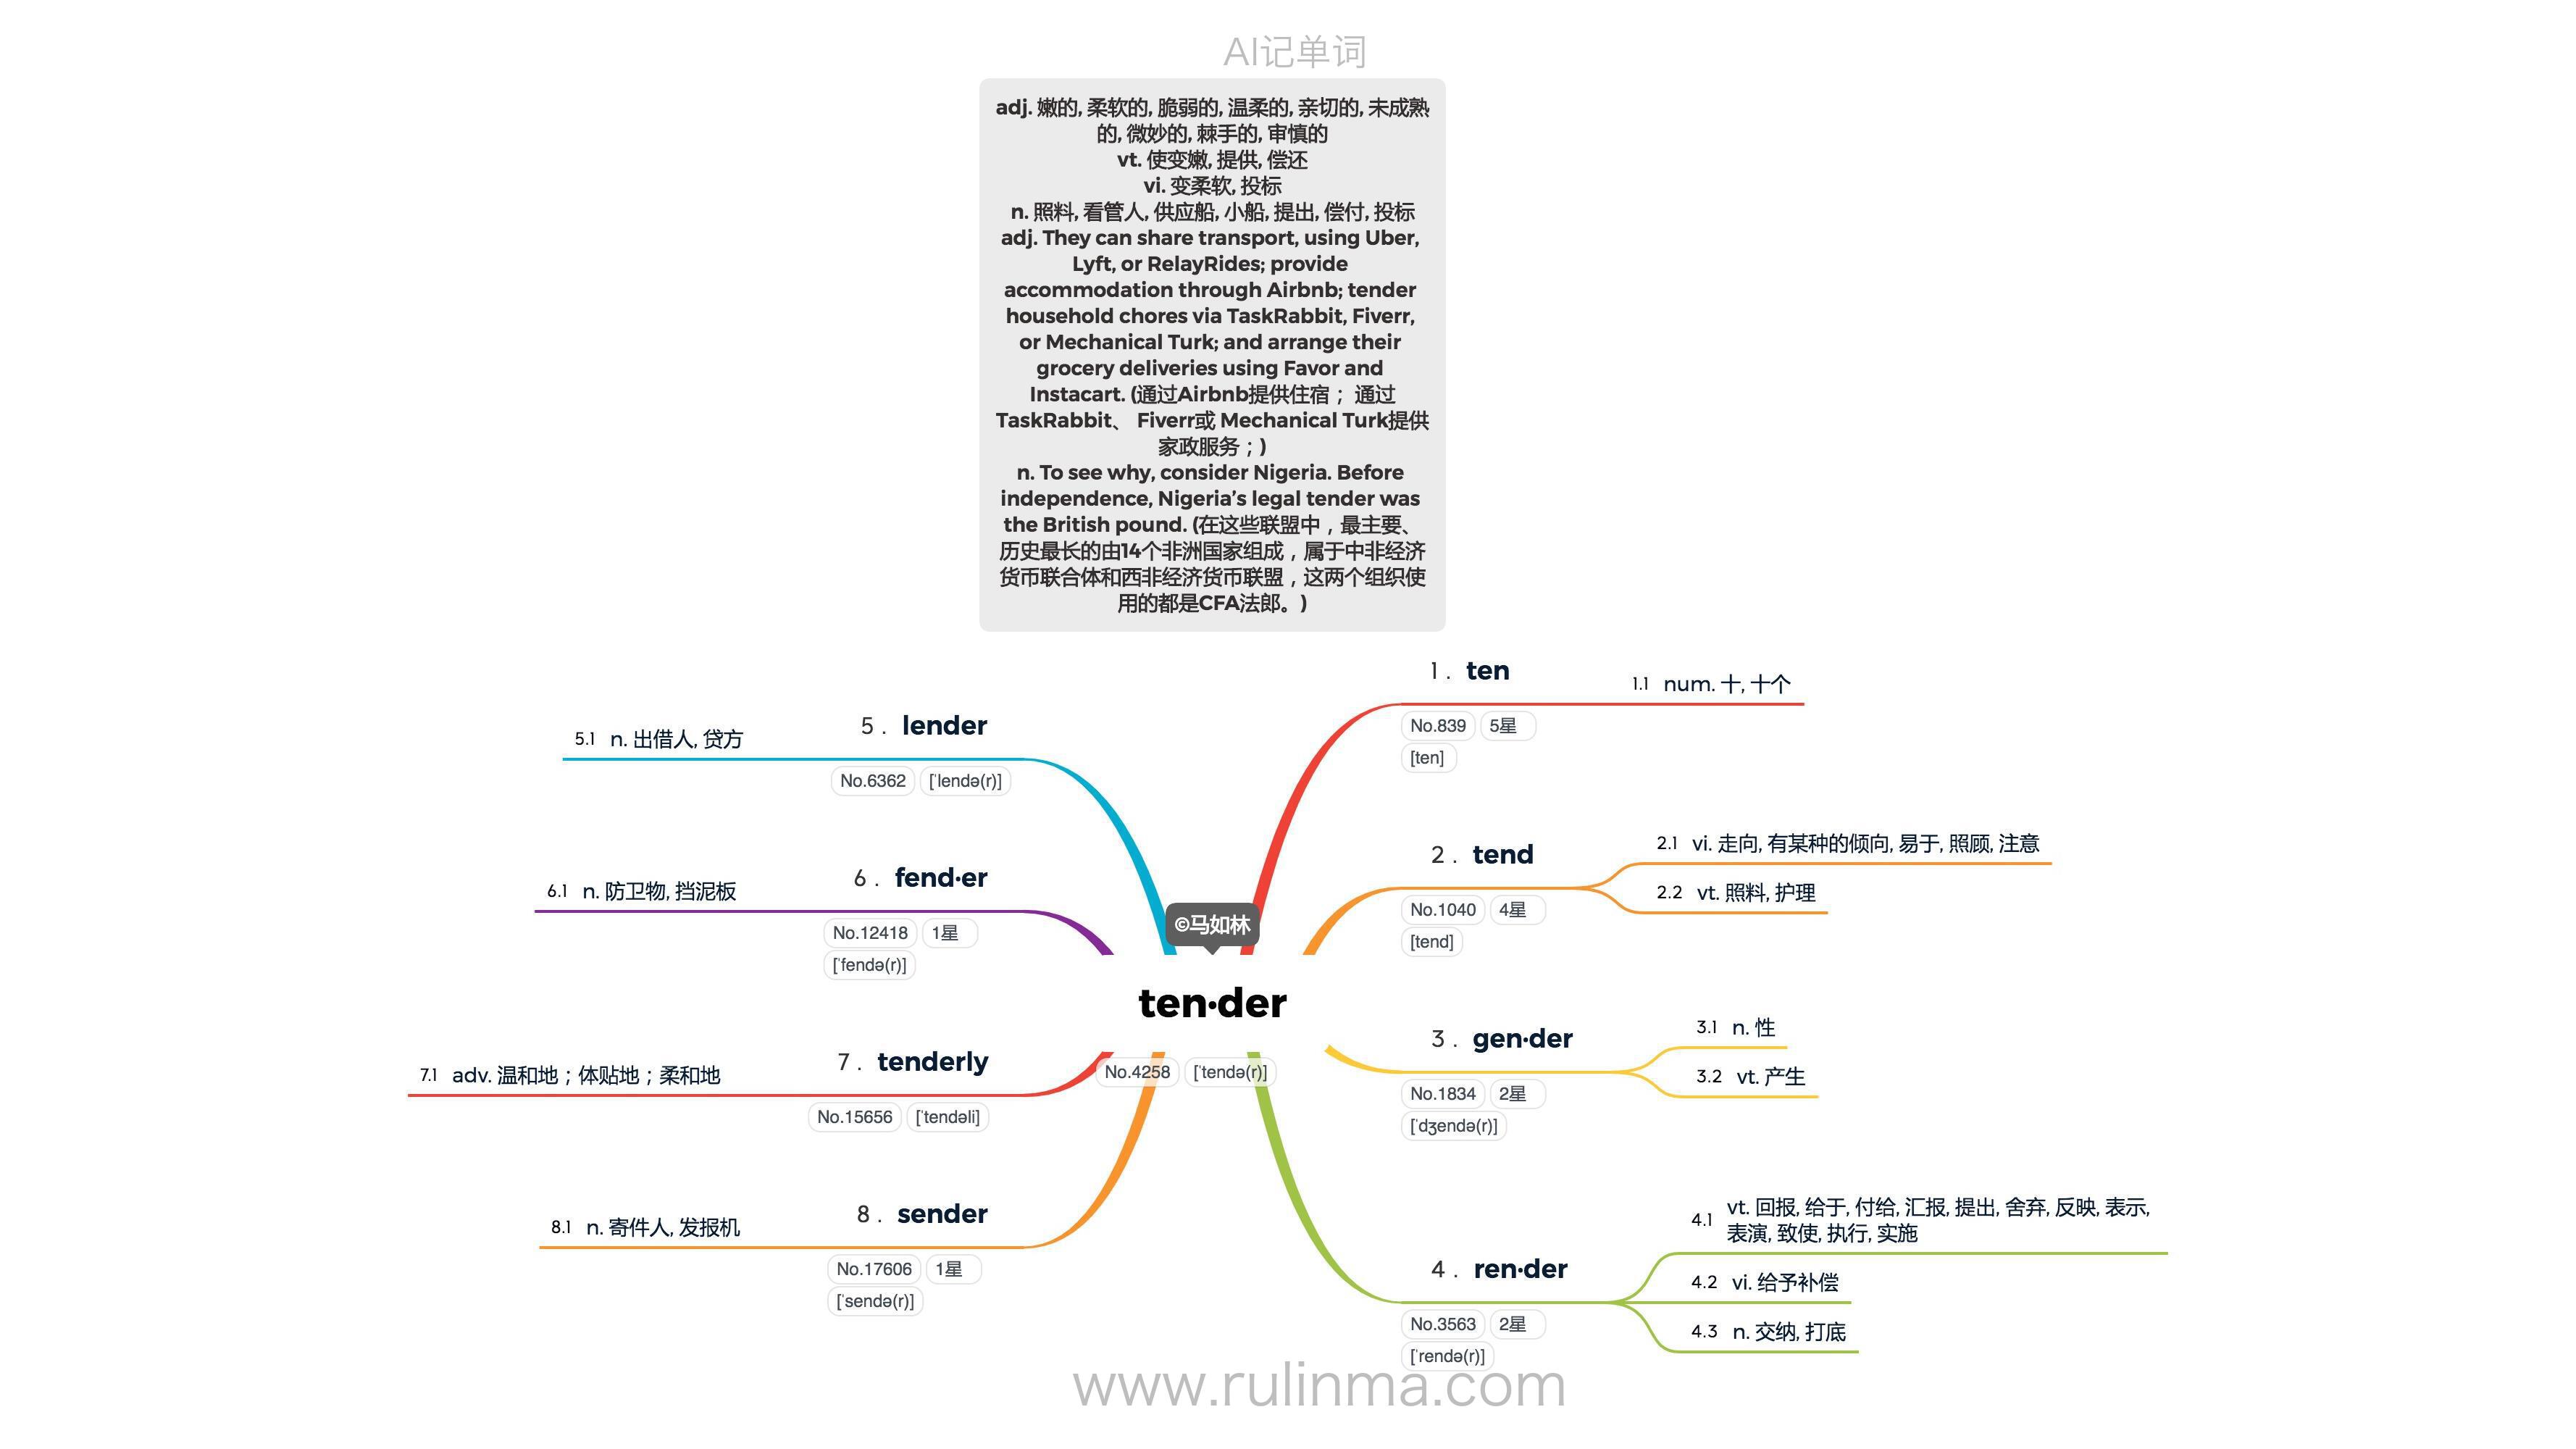 AI记单词
adj. 嫩的, 柔软的, 脆弱的, 温柔的, 亲切的, 未成熟
的, 微妙的, 棘手的, 审慎的
vt. 使变嫩, 提供, 偿还
vi. 变柔软, 投标
n. 照料, 看管人, 供应船, 小船, 提出, 偿付, 投标
adj. They can share transport, using Uber,
Lyft, or RelayRides; provide
accommodation through Airbnb; tender
household chores via TaskRabbit, Fiverr,
or Mechanical Turk; and arrange their
grocery deliveries using Favor and
Instacart. (通过Airbnb提供住宿； 通过
TaskRabbit、 Fiverr或 Mechanical Turk提供
家政服务；)
n. To see why, consider Nigeria. Before
independence, Nigeria’s legal tender was
the British pound. (在这些联盟中，最主要、
历史最长的由14个非洲国家组成，属于中非经济
货币联合体和西非经济货币联盟，这两个组织使
用的都是CFA法郎。)
©马如林
ten·der
No.4258 [ˈtendə(r)]
1. ten
No.839 5星
[ten]
1.1 num. 十, 十个
2. tend
No.1040 4星
[tend]
2.1 vi. 走向, 有某种的倾向, 易于, 照顾, 注意
2.2 vt. 照料, 护理
3. gen·der
No.1834 2星
[ˈdʒendə(r)]
3.1 n. 性
3.2 vt. 产生
4. ren·der
No.3563 2星
[ˈrendə(r)]
4.1 vt. 回报, 给于, 付给, 汇报, 提出, 舍弃, 反映, 表示,
表演, 致使, 执行, 实施
4.2 vi. 给予补偿
4.3 n. 交纳, 打底
5. lender
No.6362 [ˈlendə(r)]
5.1 n. 出借人, 贷方
6. fend·er
No.12418 1星
[ˈfendə(r)]
6.1 n. 防卫物, 挡泥板
7. tenderly
No.15656 [ˈtendəli]
7.1 adv. 温和地；体贴地；柔和地
8. sender
No.17606 1星
[ˈsendə(r)]
8.1 n. 寄件人, 发报机
www.rulinma.com